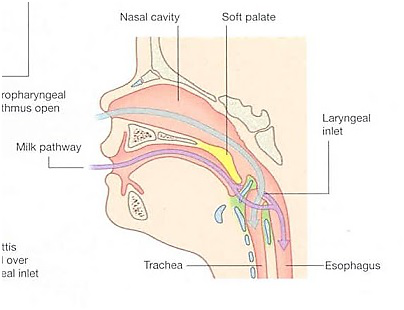 Nasal cavity
Soft palate
ropharyngeal
thmus open
Laryngeal
inlet
Milk pathway
ttis
l over
eal inlet
Trachea
Esophagus